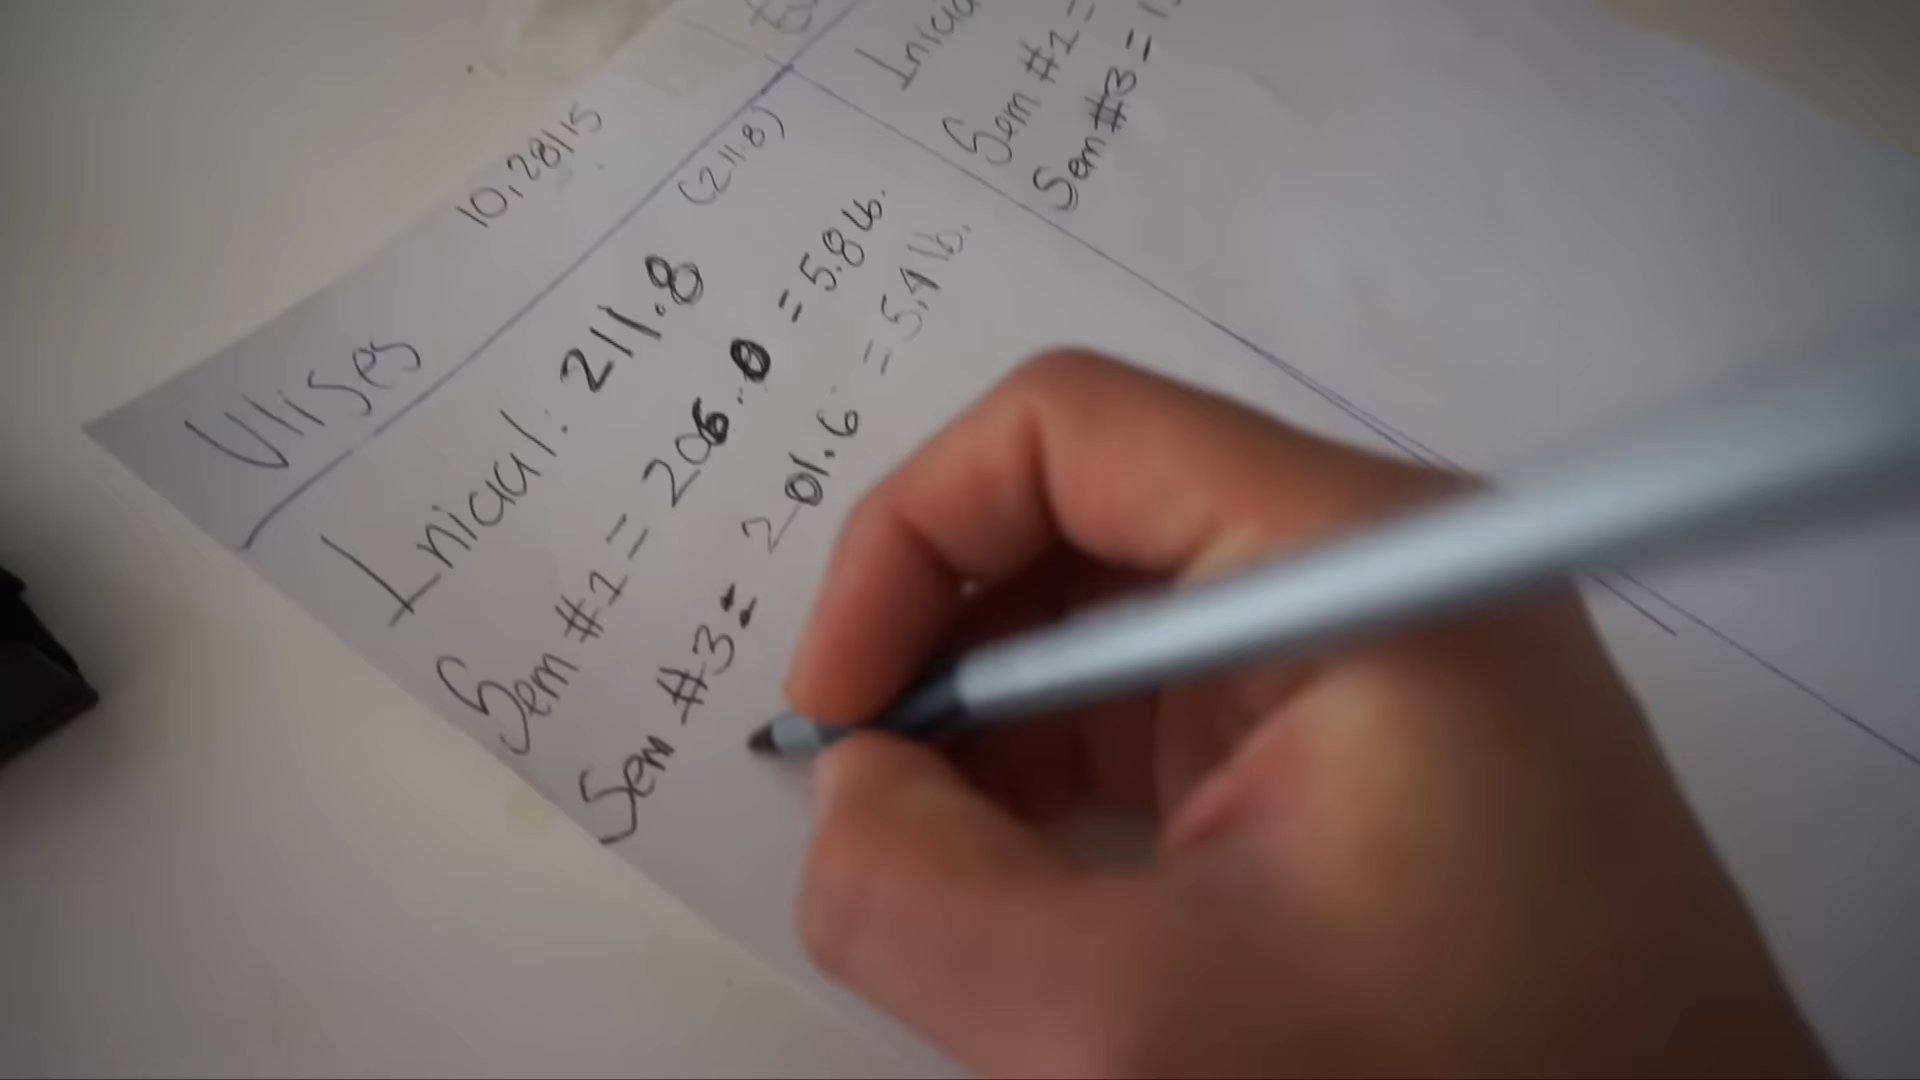 Ulises 10,28/15
(211.8)
Inicial: 211.8
Sem #1 = 206.0 = 5.8 lb.
Sem #3 = 201.6 = 5.4 lb.
Sem #1 =
Sem #3 =